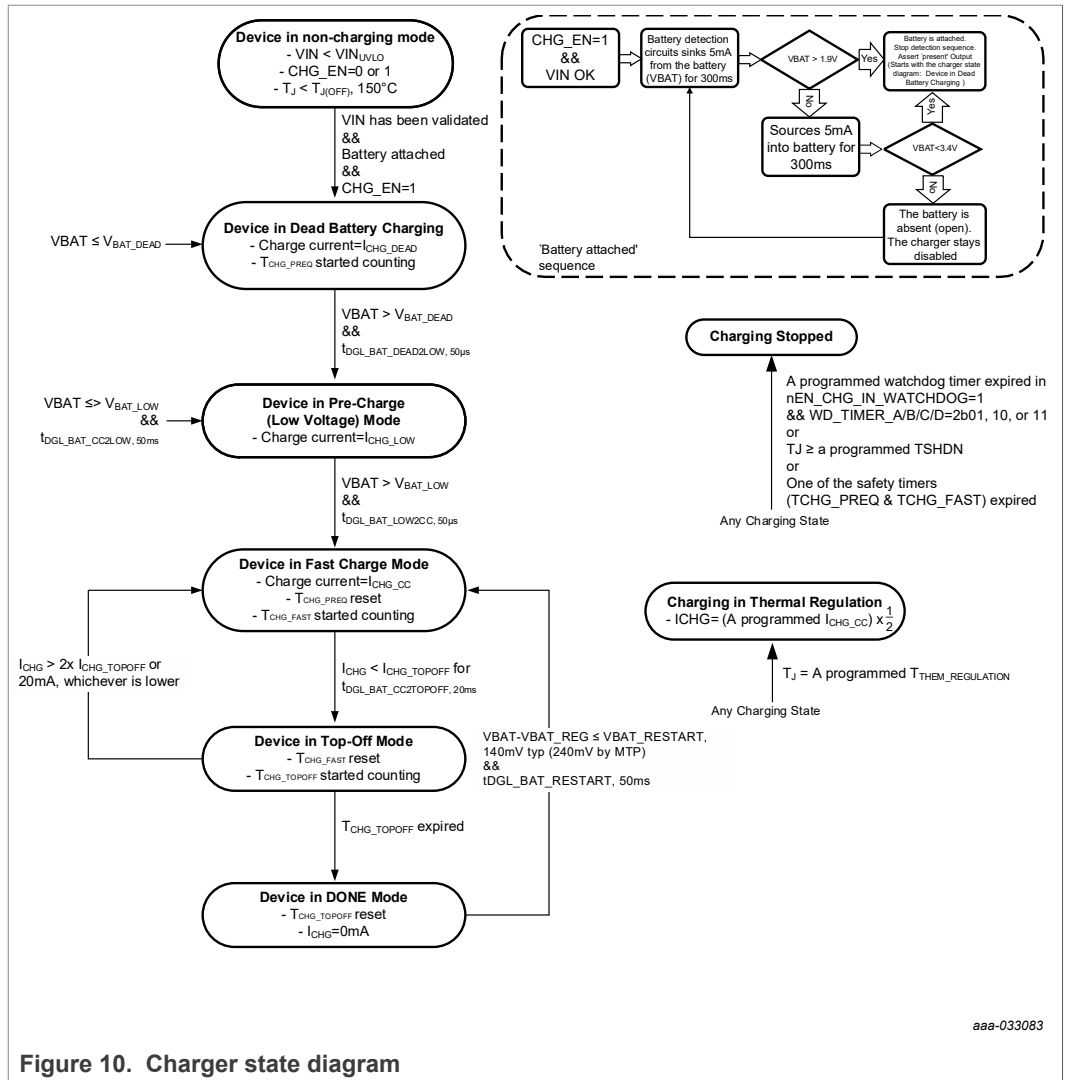 Device in non-charging mode
- VIN < VINUVLO
- CHG_EN=0 or 1
- TJ < TJ(OFF), 150°C
VIN has been validated
&&
Battery attached
&&
CHG_EN=1
CHG_EN=1
&&
VIN OK
Battery detection
circuits sinks 5mA
from the battery
(VBAT) for 300ms
VBAT > 1.9V
Yes
Battery is attached.
Stop detection sequence.
Assert 'present' Output
(Starts with the charger state
diagram: Device in Dead
Battery Charging )
No
Yes
Sources 5mA
into battery for
300ms
VBAT<3.4V
No
The battery is
absent (open).
The charger stays
disabled
'Battery attached'
sequence
VBAT ≤ VBAT_DEAD
Device in Dead Battery Charging
- Charge current=ICHG_DEAD
- TCHG_PREQ started counting
VBAT > VBAT_DEAD
&&
tDGL_BAT_DEAD2LOW, 50µs
VBAT ≤> VBAT_LOW
&&
tDGL_BAT_CC2LOW, 50ms
Device in Pre-Charge
(Low Voltage) Mode
- Charge current=ICHG_LOW
VBAT > VBAT_LOW
&&
tDGL_BAT_LOW2CC, 50µs
Charging Stopped
A programmed watchdog timer expired in
nEN_CHG_IN_WATCHDOG=1
&& WD_TIMER_A/B/C/D=2b01, 10, or 11
or
TJ ≥ a programmed TSHDN
or
One of the safety timers
(TCHG_PREQ & TCHG_FAST) expired
Any Charging State
Device in Fast Charge Mode
- Charge current=ICHG_CC
- TCHG_PREQ reset
- TCHG_FAST started counting
ICHG > 2x ICHG_TOPOFF or
20mA, whichever is lower
ICHG < ICHG_TOPOFF for
tDGL_BAT_CC2TOPOFF, 20ms
Charging in Thermal Regulation
- ICHG= (A programmed ICHG_CC) x 1/2
TJ = A programmed TTHEM_REGULATION
Any Charging State
Device in Top-Off Mode
- TCHG_FAST reset
- TCHG_TOPOFF started counting
VBAT-VBAT_REG ≤ VBAT_RESTART,
140mV typ (240mV by MTP)
&&
tDGL_BAT_RESTART, 50ms
TCHG_TOPOFF expired
Device in DONE Mode
- TCHG_TOPOFF reset
- ICHG=0mA
aaa-033083
Figure 10. Charger state diagram